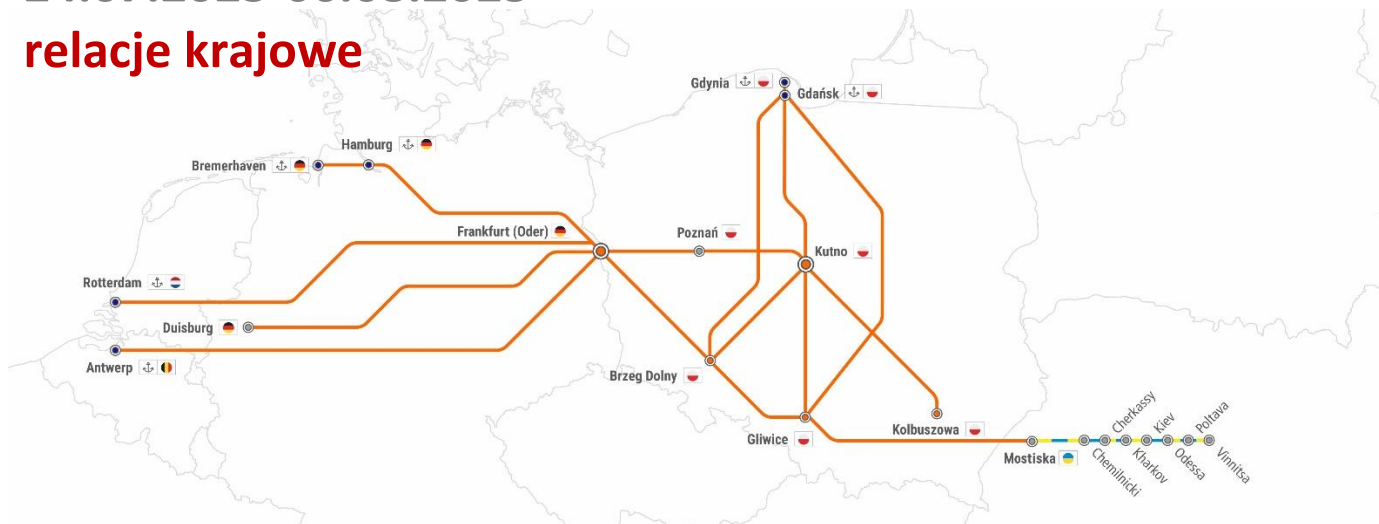 relacje krajowe
Gdynia
Gdańsk
Hamburg
Bremerhaven
Frankfurt (Oder)
Poznań
Kutno
Rotterdam
Duisburg
Antwerp
Brzeg Dolny
Gliwice
Kolbuszowa
Mostiska
Chemilnicki
Cherkassy
Kharkov
Kiev
Odessa
Poltava
Vinnitsa